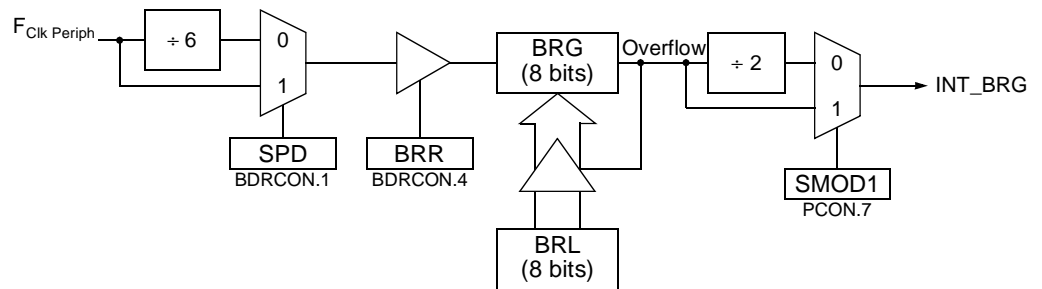 F Clk Periph
÷ 6
0
1
SPD
BDRCON.1
BRR
BDRCON.4
BRG
(8 bits)
Overflow
BRL
(8 bits)
÷ 2
0
1
SMOD1
PCON.7
INT_BRG